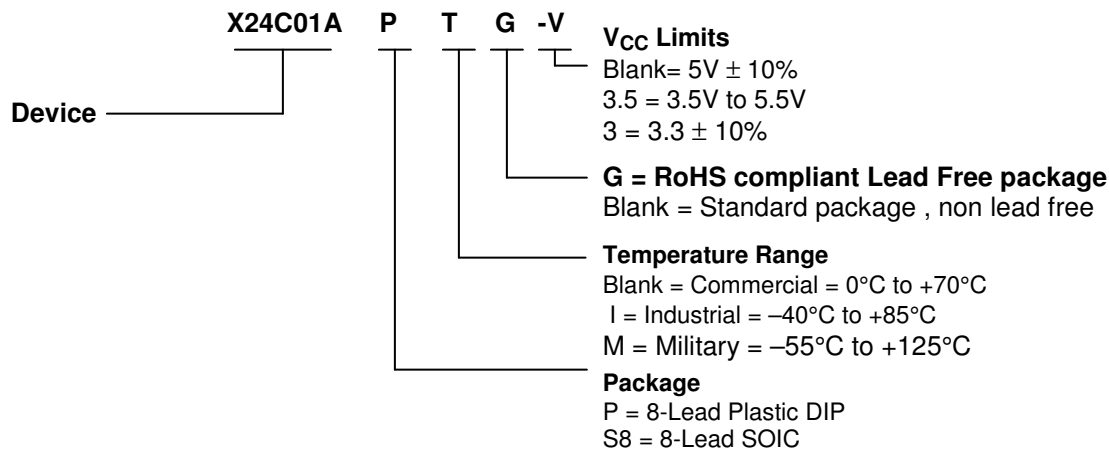 X24C01A P T G -V
Device
VCC Limits
Blank= 5V ± 10%
3.5 = 3.5V to 5.5V
3 = 3.3 ± 10%
G = RoHS compliant Lead Free package
Blank = Standard package , non lead free
Temperature Range
Blank = Commercial = 0°C to +70°C
I = Industrial = –40°C to +85°C
M = Military = –55°C to +125°C
Package
P = 8-Lead Plastic DIP
S8 = 8-Lead SOIC